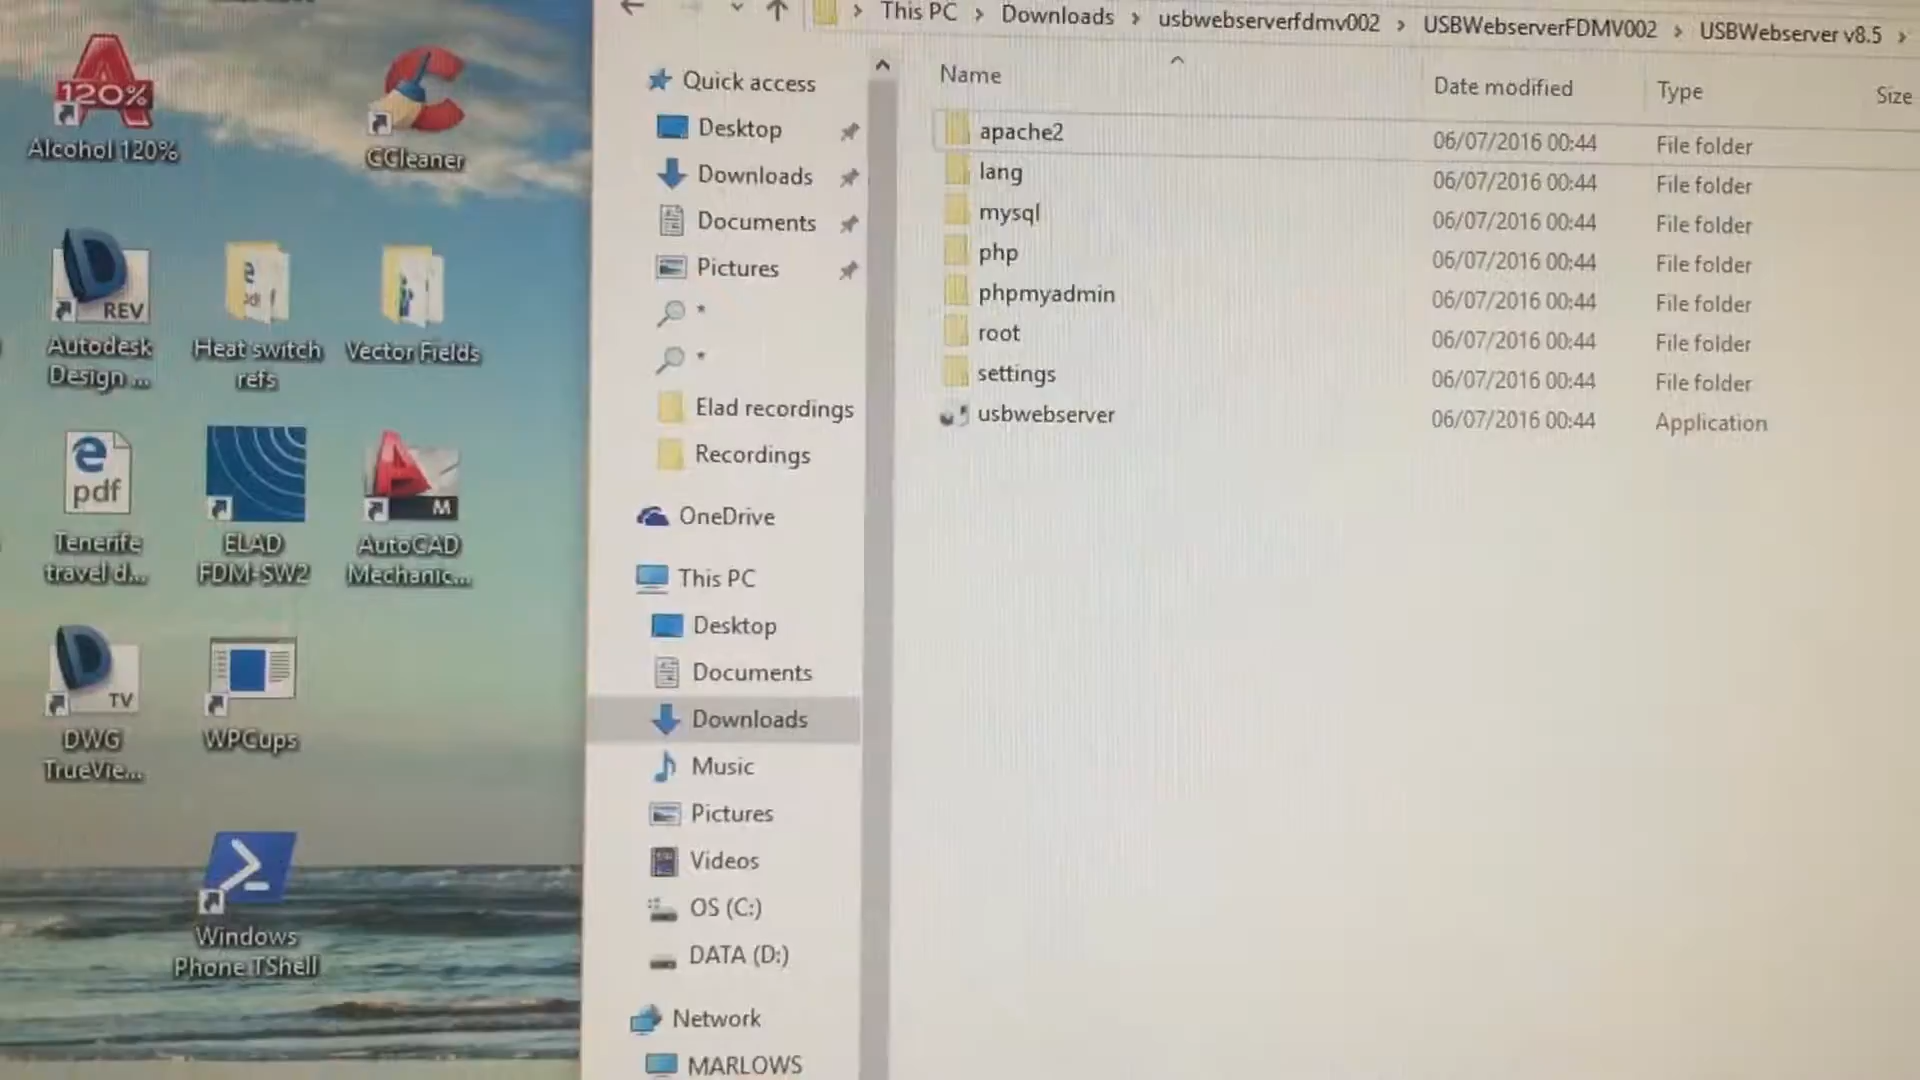 This PC > Downloads > usbwebserverfdmv002 > USBWebserverFDMV002 > USBWebserver v8.5 >
120%
Alcohol 120%
CCleaner
REV
Autodesk
Design ...
Heat switch
refs
Vector Fields
pdf
Tenerife
travel d...
ELAD
FDM-SW2
M
AutoCAD
Mechanic...
TV
DWG
TrueVie...
WPCups
Windows
Phone TShell
Quick access
Desktop
Downloads
Documents
Pictures
*
*
Elad recordings
Recordings
OneDrive
This PC
Desktop
Documents
Downloads
Music
Pictures
Videos
OS (C:)
DATA (D:)
Network
MARLOWS
Name Date modified Type Size
apache2 06/07/2016 00:44 File folder
lang 06/07/2016 00:44 File folder
mysql 06/07/2016 00:44 File folder
php 06/07/2016 00:44 File folder
phpmyadmin 06/07/2016 00:44 File folder
root 06/07/2016 00:44 File folder
settings 06/07/2016 00:44 File folder
usbwebserver 06/07/2016 00:44 Application